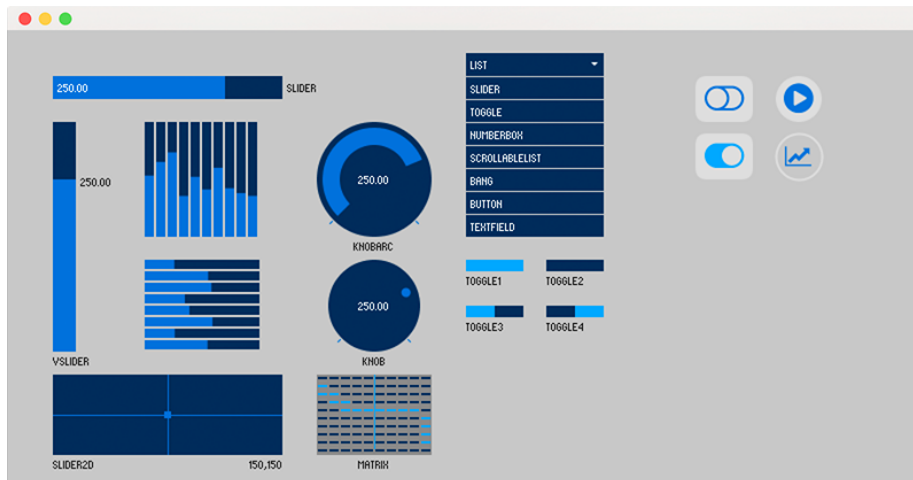 250.00
SLIDER
250.00
VSLIDER
250.00
KNOBARC
250.00
KNOB
SLIDER2D
150,150
MATRIX
LIST
SLIDER
TOGGLE
NUMBERBOX
SCROLLABLELIST
BANG
BUTTON
TEXTFIELD
TOGGLE1
TOGGLE2
TOGGLE3
TOGGLE4